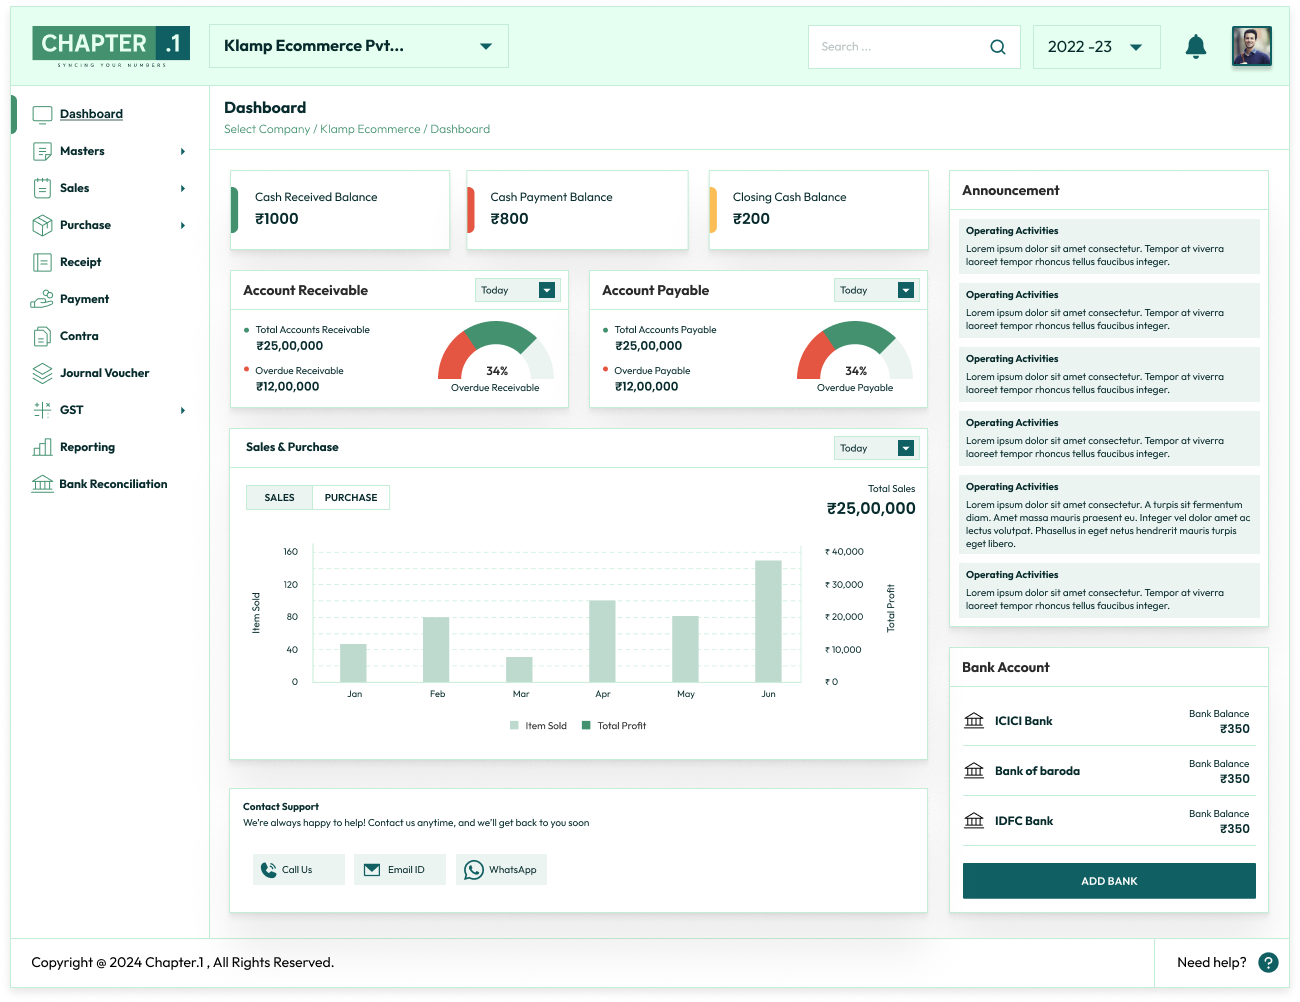 CHAPTER .1
SYNCING YOUR NUMBERS
Klamp Ecommerce Pvt...
Search ...
2022 -23
Dashboard
Masters
Sales
Purchase
Receipt
Payment
Contra
Journal Voucher
GST
Reporting
Bank Reconciliation
Dashboard
Select Company / Klamp Ecommerce / Dashboard
Cash Received Balance
₹1000
Cash Payment Balance
₹800
Closing Cash Balance
₹200
Account Receivable
Today
Total Accounts Receivable
₹25,00,000
Overdue Receivable
₹12,00,000
34%
Overdue Receivable
Account Payable
Today
Total Accounts Payable
₹25,00,000
Overdue Payable
₹12,00,000
34%
Overdue Payable
Sales & Purchase
Today
SALES
PURCHASE
Total Sales
₹25,00,000
Item Sold
160
120
80
40
0
₹ 40,000
₹ 30,000
₹ 20,000
₹ 10,000
₹ 0
Total Profit
Jan Feb Mar Apr May Jun
Item Sold
Total Profit
Contact Support
We're always happy to help! Contact us anytime, and we'll get back to you soon
Call Us
Email ID
WhatsApp
Announcement
Operating Activities
Lorem ipsum dolor sit amet consectetur. Tempor at viverra
laoreet tempor rhoncus tellus faucibus integer.
Operating Activities
Lorem ipsum dolor sit amet consectetur. Tempor at viverra
laoreet tempor rhoncus tellus faucibus integer.
Operating Activities
Lorem ipsum dolor sit amet consectetur. Tempor at viverra
laoreet tempor rhoncus tellus faucibus integer.
Operating Activities
Lorem ipsum dolor sit amet consectetur. Tempor at viverra
laoreet tempor rhoncus tellus faucibus integer.
Operating Activities
Lorem ipsum dolor sit amet consectetur. A turpis sit fermentum
diam. Amet massa mauris praesent eu. Integer vel dolor amet ac
lectus volutpat. Phasellus in eget netus hendrerit mauris turpis
eget libero.
Operating Activities
Lorem ipsum dolor sit amet consectetur. Tempor at viverra
laoreet tempor rhoncus tellus faucibus integer.
Bank Account
ICICI Bank
Bank Balance
₹350
Bank of baroda
Bank Balance
₹350
IDFC Bank
Bank Balance
₹350
ADD BANK
Copyright @ 2024 Chapter.1 , All Rights Reserved.
Need help? ?